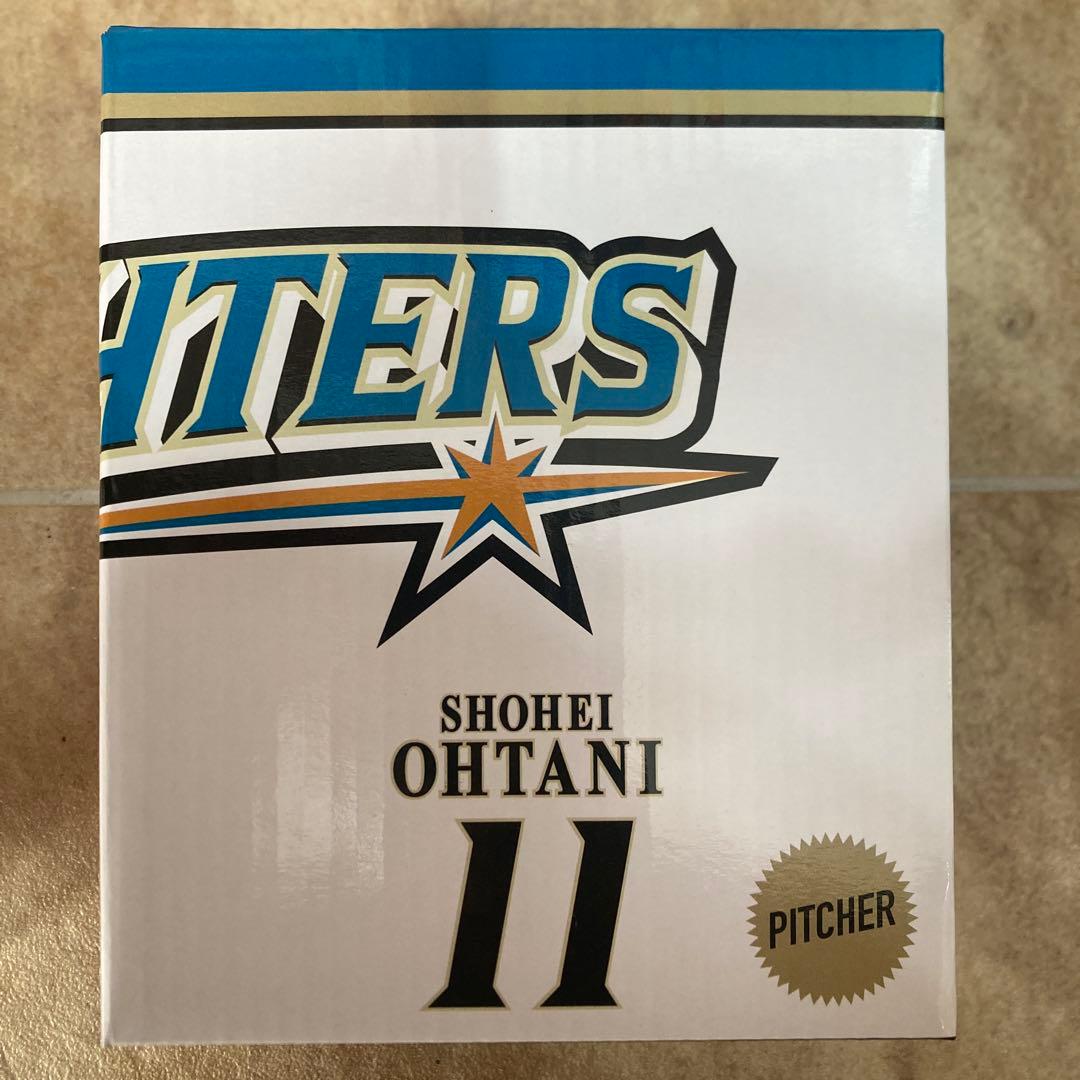 HTERS
SHOHEI
OHTANI
11
PITCHER